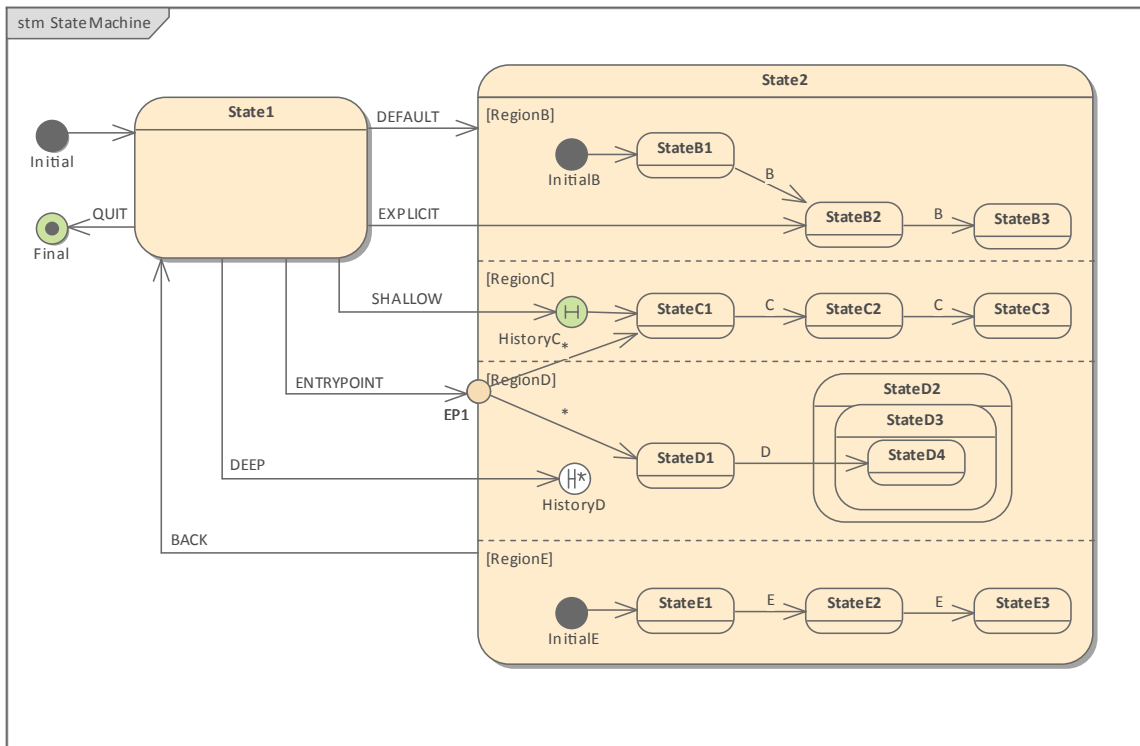 stm StateMachine
State1
State2
DEFAULT
[RegionB]
Initial
InitialB
StateB1
B
StateB2
B
StateB3
QUIT
Final
EXPLICIT
[RegionC]
SHALLOW
HistoryC
StateC1
C
StateC2
C
StateC3
*
[RegionD]
ENTRYPOINT
EP1
*
StateD1
D
StateD2
StateD3
StateD4
DEEP
H
H*
HistoryD
BACK
[RegionE]
InitialE
StateE1
E
StateE2
E
StateE3